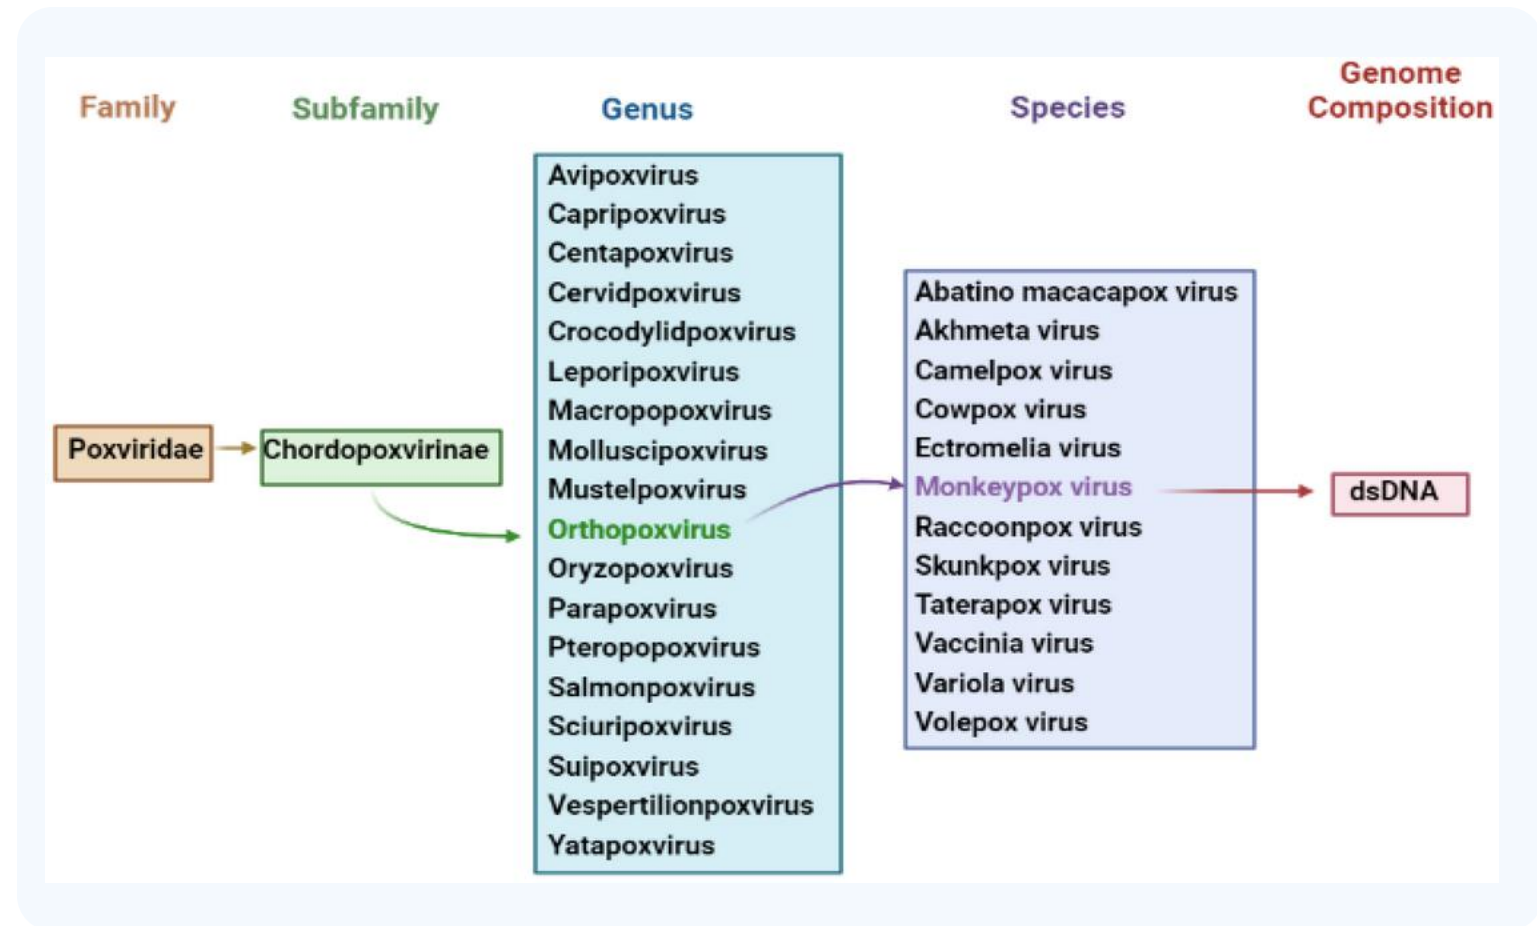 Family
Subfamily
Genus
Species
Genome
Composition
Poxviridae
Chordopoxvirinae
Avipoxvirus
Capripoxvirus
Centapoxvirus
Cervidpoxvirus
Crocodylidpoxvirus
Leporipoxvirus
Macropopoxvirus
Molluscipoxvirus
Mustelpoxvirus
Orthopoxvirus
Oryzopoxvirus
Parapoxvirus
Pteropopoxvirus
Salmonpoxvirus
Sciuripoxvirus
Suipoxvirus
Vespertilionpoxvirus
Yatapoxvirus
Abatino macacapox virus
Akhmeta virus
Camelpox virus
Cowpox virus
Ectromelia virus
Monkeypox virus
Raccoonpox virus
Skunkpox virus
Taterapox virus
Vaccinia virus
Variola virus
Volepox virus
dsDNA